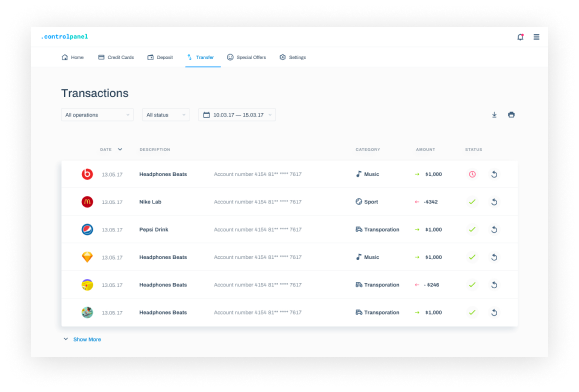 .controlpanel
Home Credit Cards Deposit Transfer Special Offers Settings
Transactions
All operations All status 10.03.17 — 15.03.17
DATE DESCRIPTION CATEGORY AMOUNT STATUS
13.05.17 Headphones Beats Account number 4154 81** **** 7617 Music → $1,000
13.05.17 Nike Lab Account number 4154 81** **** 7617 Sport ← -$342
13.05.17 Pepsi Drink Account number 4154 81** **** 7617 Transporation → $1,000
13.05.17 Headphones Beats Account number 4154 81** **** 7617 Music → $1,000
13.05.17 Headphones Beats Account number 4154 81** **** 7617 Transporation ← - $246
13.05.17 Headphones Beats Account number 4154 81** **** 7617 Transporation → $1,000
Show More